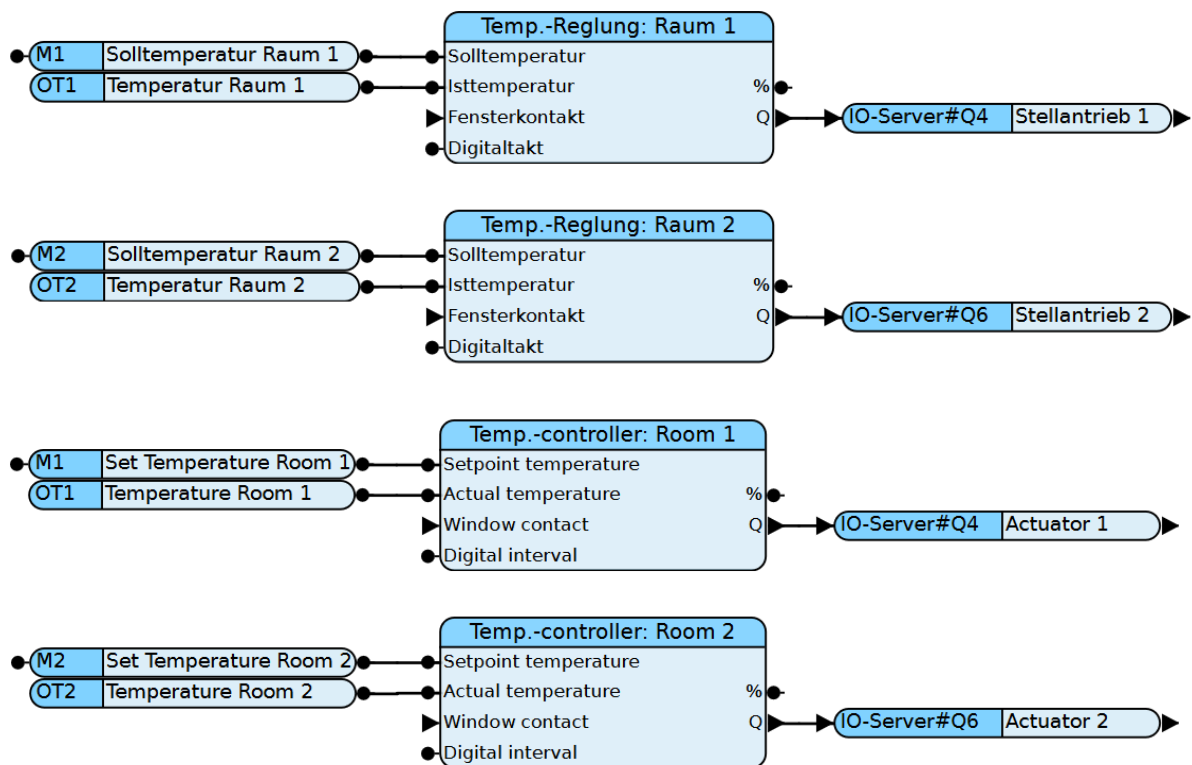 Temp.-Reglung: Raum 1
M1 Solltemperatur Raum 1 Solltemperatur
OT1 Temperatur Raum 1 Isttemperatur %
Fensterkontakt Q IO-Server#Q4 Stellantrieb 1
Digitaltakt
Temp.-Reglung: Raum 2
M2 Solltemperatur Raum 2 Solltemperatur
OT2 Temperatur Raum 2 Isttemperatur %
Fensterkontakt Q IO-Server#Q6 Stellantrieb 2
Digitaltakt
Temp.-controller: Room 1
M1 Set Temperature Room 1 Setpoint temperature
OT1 Temperature Room 1 Actual temperature %
Window contact Q IO-Server#Q4 Actuator 1
Digital interval
Temp.-controller: Room 2
M2 Set Temperature Room 2 Setpoint temperature
OT2 Temperature Room 2 Actual temperature %
Window contact Q IO-Server#Q6 Actuator 2
Digital interval